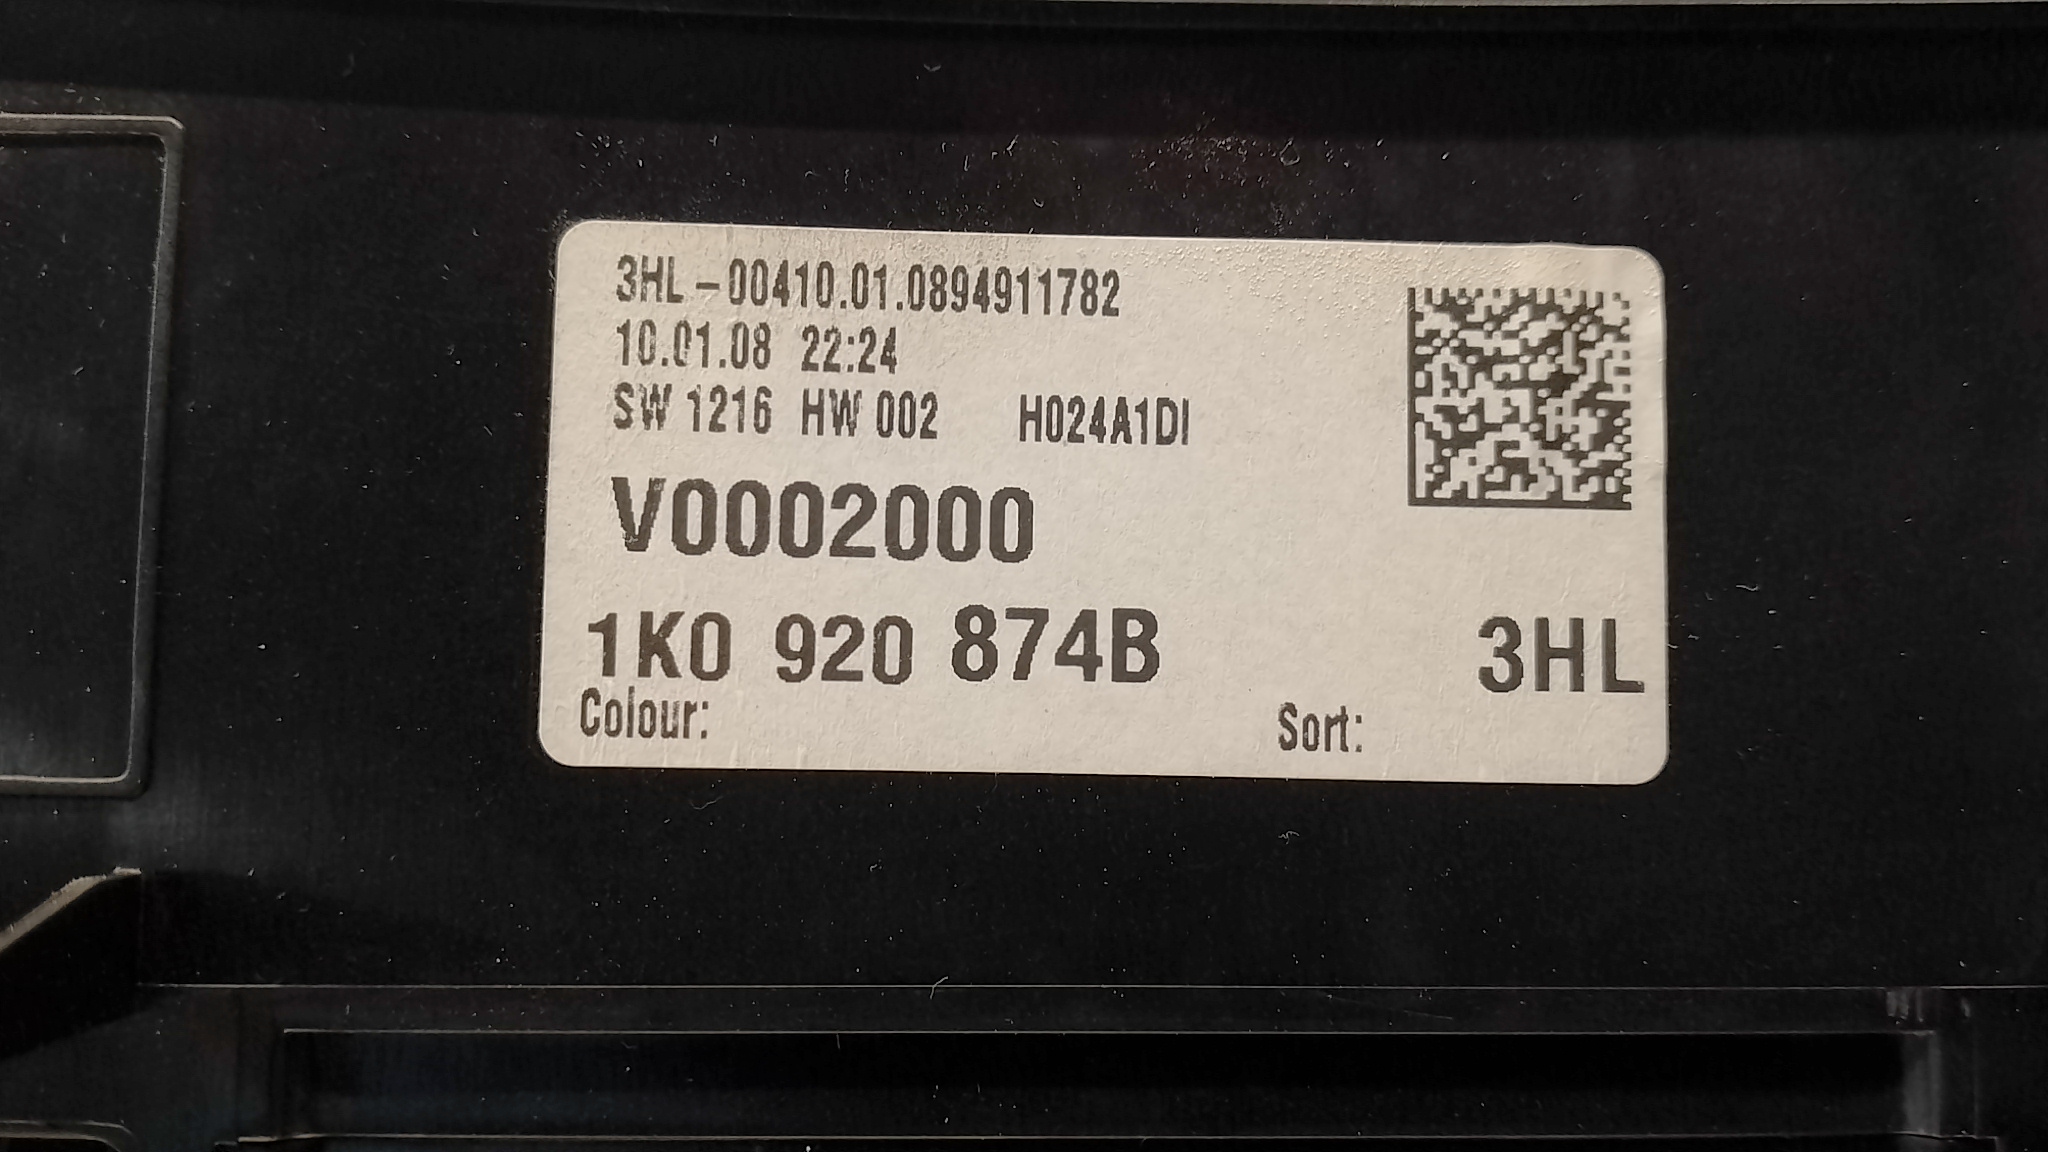 3HL-00410.01.0894911782
10.01.08 22:24
SW 1216 HW 002 H024A1DI
V0002000
1K0 920 874B 3HL
Colour: Sort: